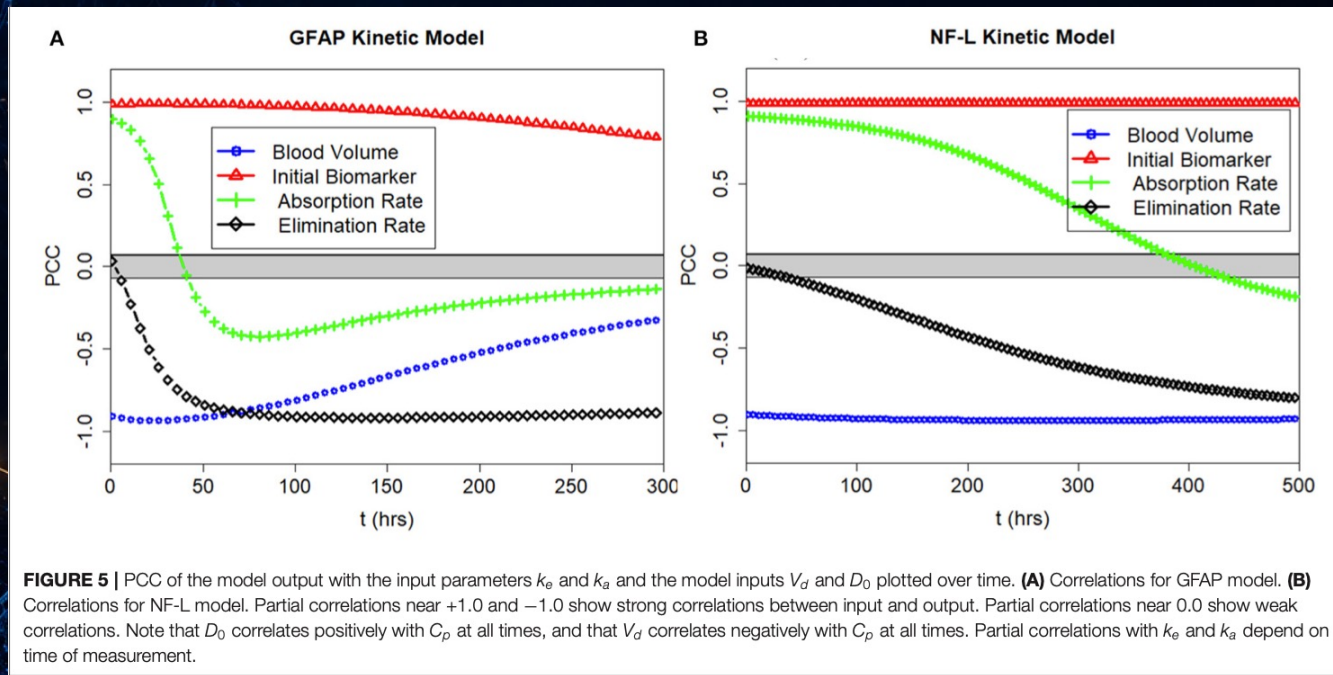 A
GFAP Kinetic Model
1.0
0.5
0.0
-0.5
-1.0
PCC
Blood Volume
Initial Biomarker
Absorption Rate
Elimination Rate
0 50 100 150 200 250 300
t (hrs)
B
NF-L Kinetic Model
1.0
0.5
0.0
-0.5
-1.0
PCC
Blood Volume
Initial Biomarker
Absorption Rate
Elimination Rate
0 100 200 300 400 500
t (hrs)
FIGURE 5 | PCC of the model output with the input parameters kₑ and kₐ and the model inputs V_d and D₀ plotted over time. (A) Correlations for GFAP model. (B)
Correlations for NF-L model. Partial correlations near +1.0 and −1.0 show strong correlations between input and output. Partial correlations near 0.0 show weak
correlations. Note that D₀ correlates positively with C_p at all times, and that V_d correlates negatively with C_p at all times. Partial correlations with kₑ and kₐ depend on
time of measurement.